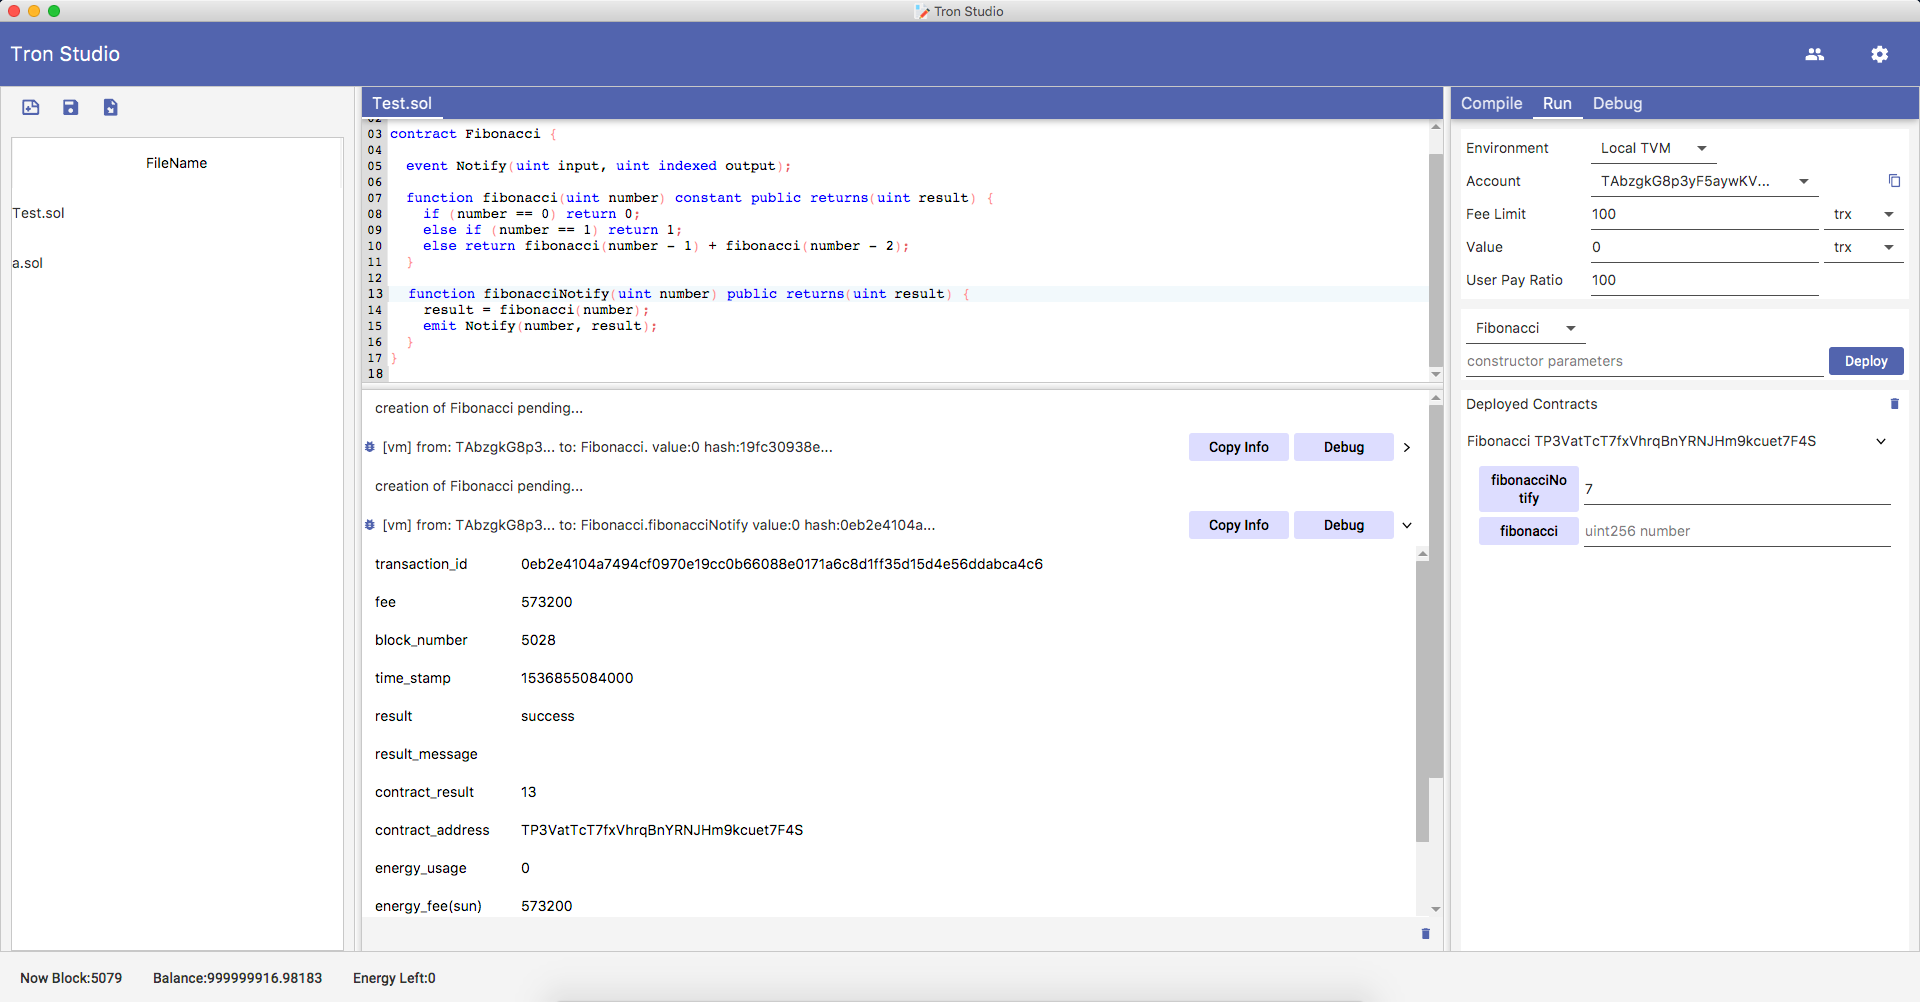 Tron Studio
Tron Studio
FileName
Test.sol
a.sol
Test.sol
02
03 contract Fibonacci {
04
05 event Notify(uint input, uint indexed output);
06
07 function fibonacci(uint number) constant public returns(uint result) {
08 if (number == 0) return 0;
09 else if (number == 1) return 1;
10 else return fibonacci(number - 1) + fibonacci(number - 2);
11 }
12
13 function fibonacciNotify(uint number) public returns(uint result) {
14 result = fibonacci(number);
15 emit Notify(number, result);
16 }
17 }
18
creation of Fibonacci pending...
[vm] from: TAbzgkG8p3... to: Fibonacci. value:0 hash:19fc30938e... Copy Info Debug
creation of Fibonacci pending...
[vm] from: TAbzgkG8p3... to: Fibonacci.fibonacciNotify value:0 hash:0eb2e4104a... Copy Info Debug
transaction_id 0eb2e4104a7494cf0970e19cc0b66088e0171a6c8d1ff35d15d4e56ddabca4c6
fee 573200
block_number 5028
time_stamp 1536855084000
result success
result_message
contract_result 13
contract_address TP3VatTcT7fxVhrqBnYRNJHm9kcuet7F4S
energy_usage 0
energy_fee(sun) 573200
Compile Run Debug
Environment Local TVM
Account TAbzgkG8p3yF5aywKV...
Fee Limit 100 trx
Value 0 trx
User Pay Ratio 100
Fibonacci
constructor parameters Deploy
Deployed Contracts
Fibonacci TP3VatTcT7fxVhrqBnYRNJHm9kcuet7F4S
fibonacciNo
tify 7
fibonacci uint256 number
Now Block:5079 Balance:999999916.98183 Energy Left:0